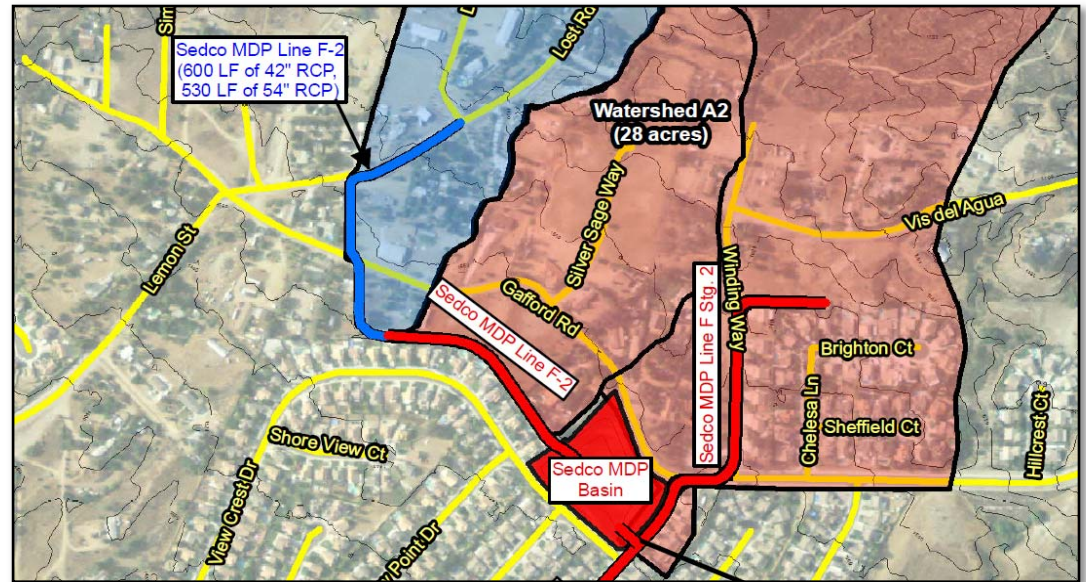 Sedco MDP Line F-2
(600 LF of 42" RCP,
530 LF of 54" RCP)
Lost Rd
Watershed A2
(28 acres)
Silver Sage Way
Vis del Agua
Lemon St
Winding Way
Gafford Rd
Sedco MDP Line F-2
Sedco MDP Line F Stg. 2
Brighton Ct
Chelesa Ln
Sheffield Ct
Hillcrest Ct
Shore View Ct
View Crest Dr
Sedco MDP
Basin
Point Dr